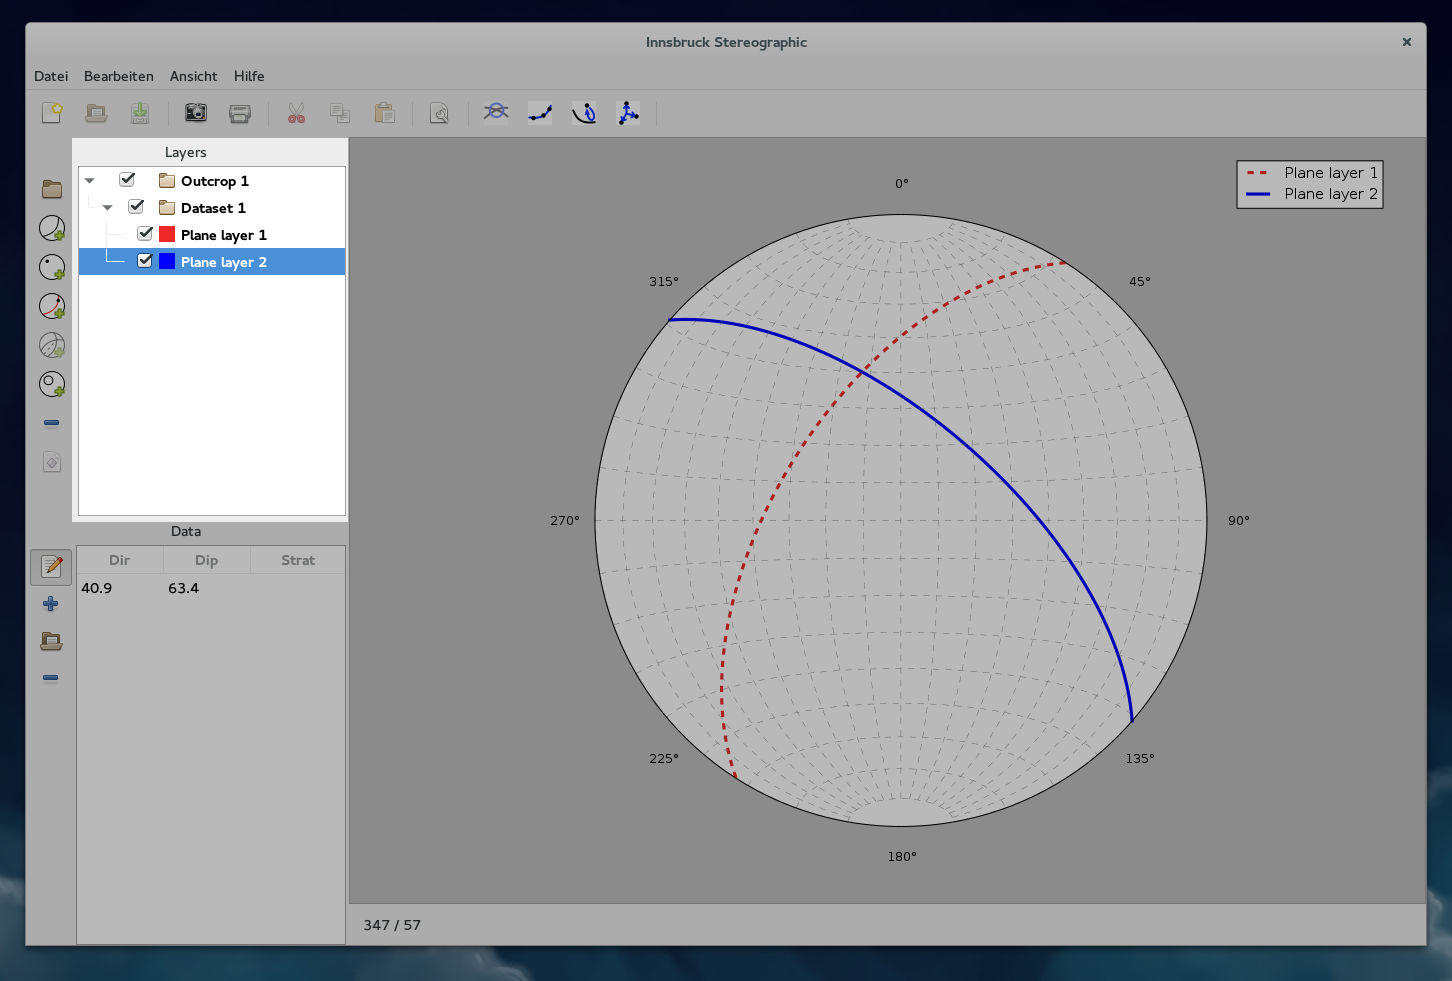 Innsbruck Stereographic
Datei Bearbeiten Ansicht Hilfe
Layers
Outcrop 1
Dataset 1
Plane layer 1
Plane layer 2
Data
Dir Dip Strat
40.9 63.4
Plane layer 1
Plane layer 2
0°
315° 45°
270° 90°
225° 135°
180°
347 / 57